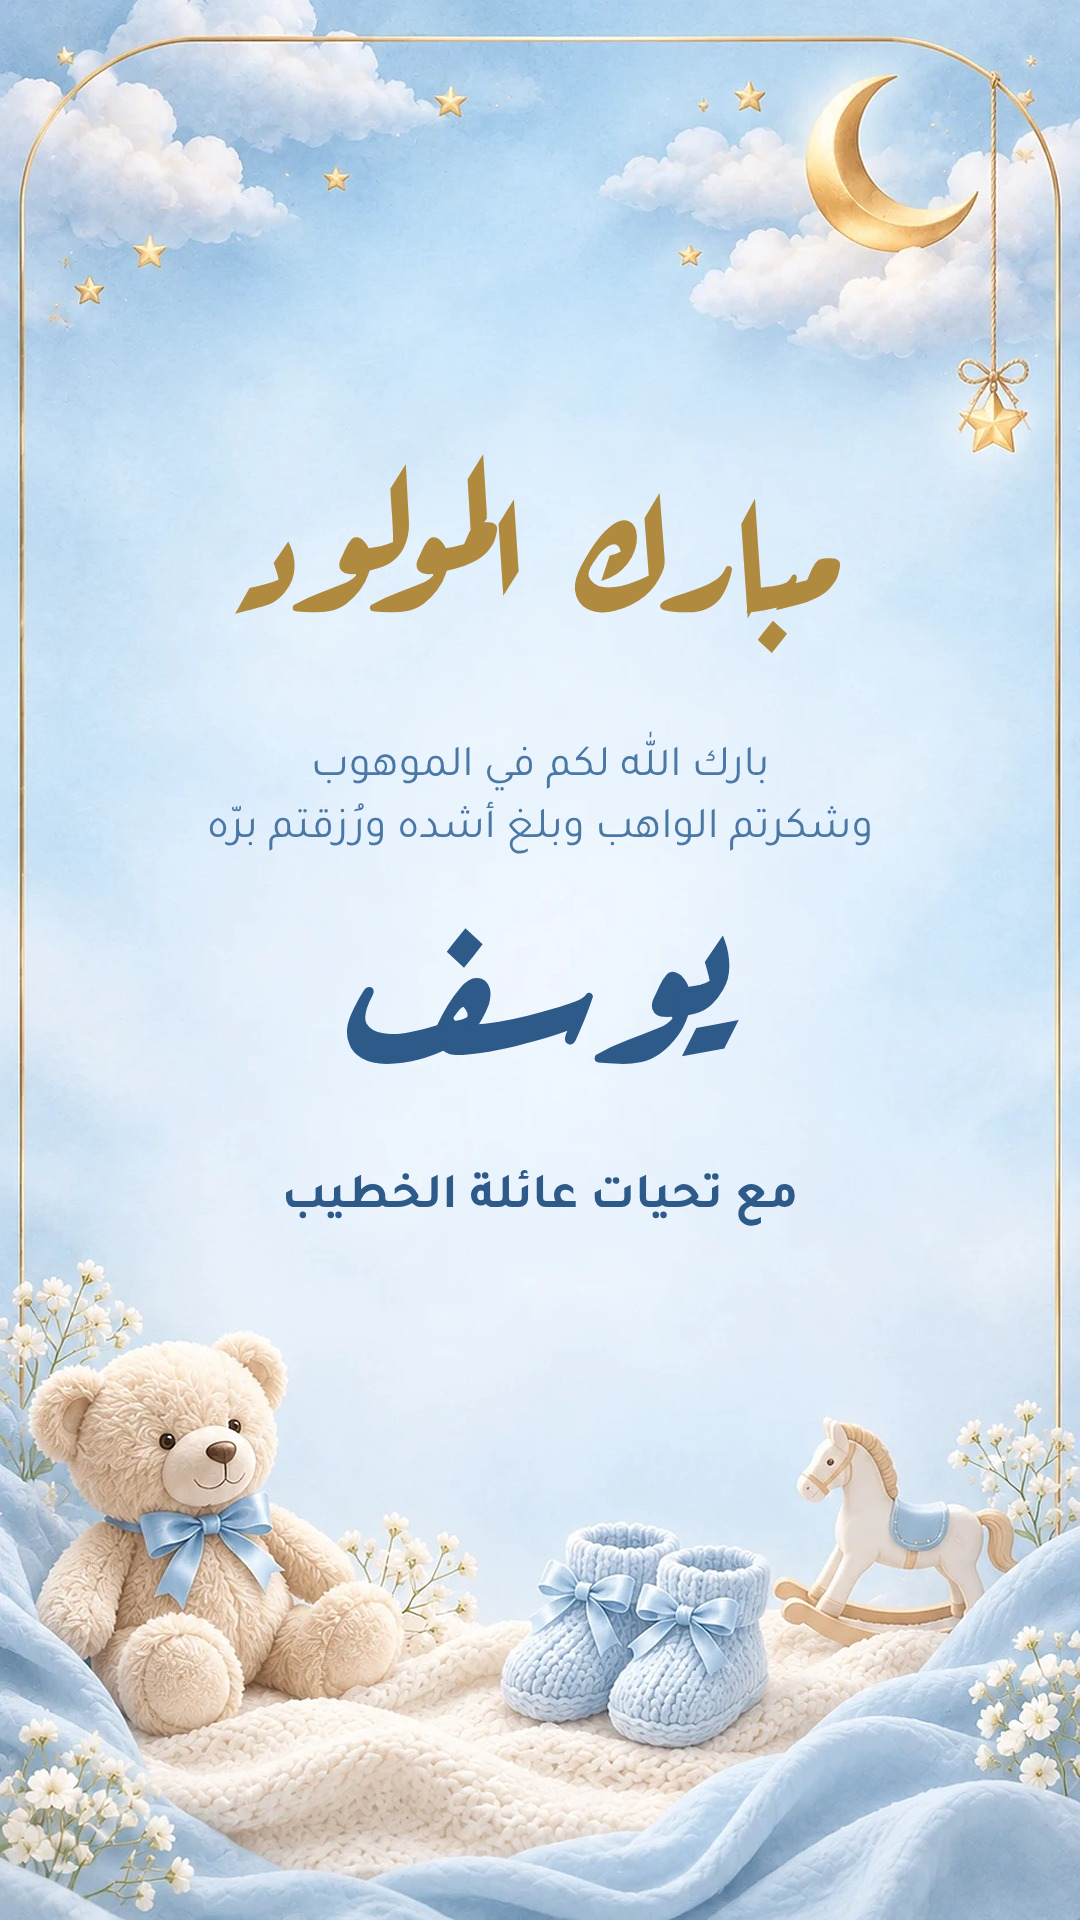 مبارك المولود
بارك الله لكم في الموهوب
وشكرتم الواهب وبلغ أشده ورُزقتم برّه
يوسف
مع تحيات عائلة الخطيب